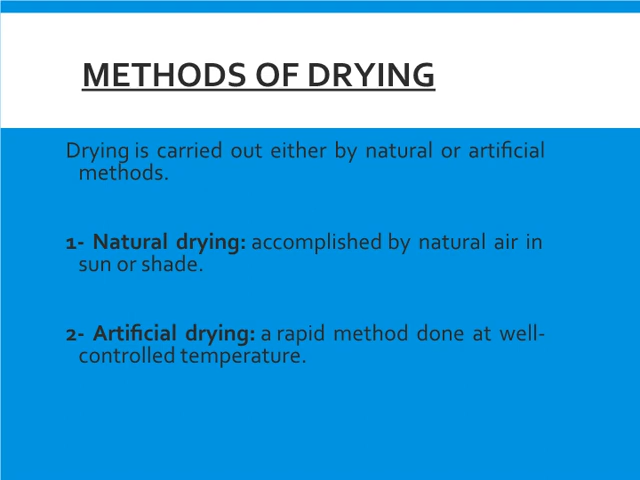 METHODS OF DRYING
Drying is carried out either by natural or artificial
methods.
1- Natural drying: accomplished by natural air in
sun or shade.
2- Artificial drying: a rapid method done at well-
controlled temperature.